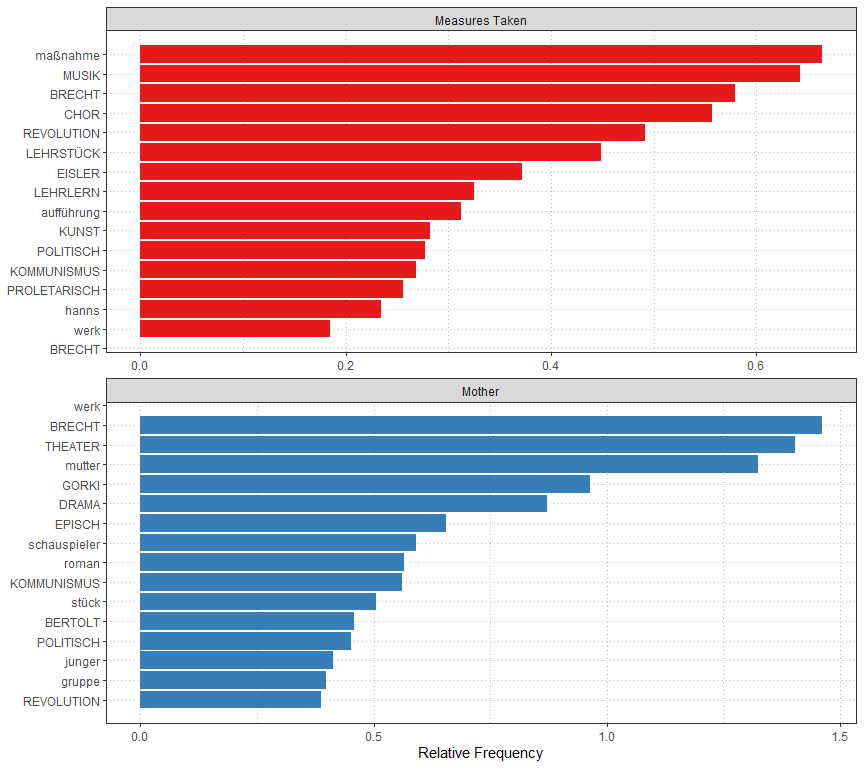 Measures Taken
maßnahme
MUSIK
BRECHT
CHOR
REVOLUTION
LEHRSTÜCK
EISLER
LEHRLERN
aufführung
KUNST
POLITISCH
KOMMUNISMUS
PROLETARISCH
hanns
werk
BRECHT
0.0 0.2 0.4 0.6
Mother
werk
BRECHT
THEATER
mutter
GORKI
DRAMA
EPISCH
schauspieler
roman
KOMMUNISMUS
stück
BERTOLT
POLITISCH
junger
gruppe
REVOLUTION
0.0 0.5 1.0 1.5
Relative Frequency